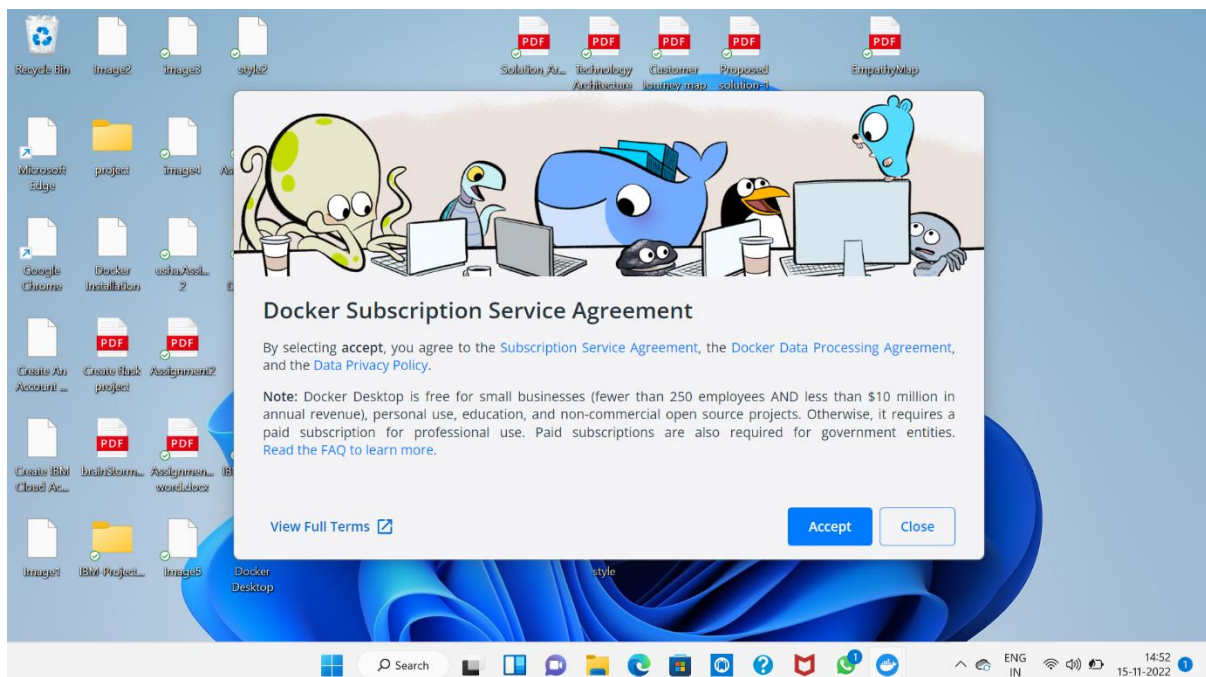 Recycle Bin
Image2
image3
style2
Solution Ar...
Technology
Architecture
Customer
Journey map
Proposed
solution-1
EmpathyMap
Microsoft
Edge
project
image4
As
Google
Chrome
Docker
Installation
usha.Assi...
2
D
Create An
Account ...
Create flask
project
Assignment2
Create IBM
Cloud Ac...
brainStorm...
Assignmen...
word.docx
IBI
Image1
IBM-Project...
Image5
Docker
Desktop
style
PDF
PDF
PDF
PDF
PDF
PDF
PDF
PDF
PDF
Docker Subscription Service Agreement
By selecting accept, you agree to the Subscription Service Agreement, the Docker Data Processing Agreement,
and the Data Privacy Policy.
Note: Docker Desktop is free for small businesses (fewer than 250 employees AND less than $10 million in
annual revenue), personal use, education, and non-commercial open source projects. Otherwise, it requires a
paid subscription for professional use. Paid subscriptions are also required for government entities.
Read the FAQ to learn more.
View Full Terms
Accept
Close
Search
1
ENG
IN
14:52
15-11-2022
1